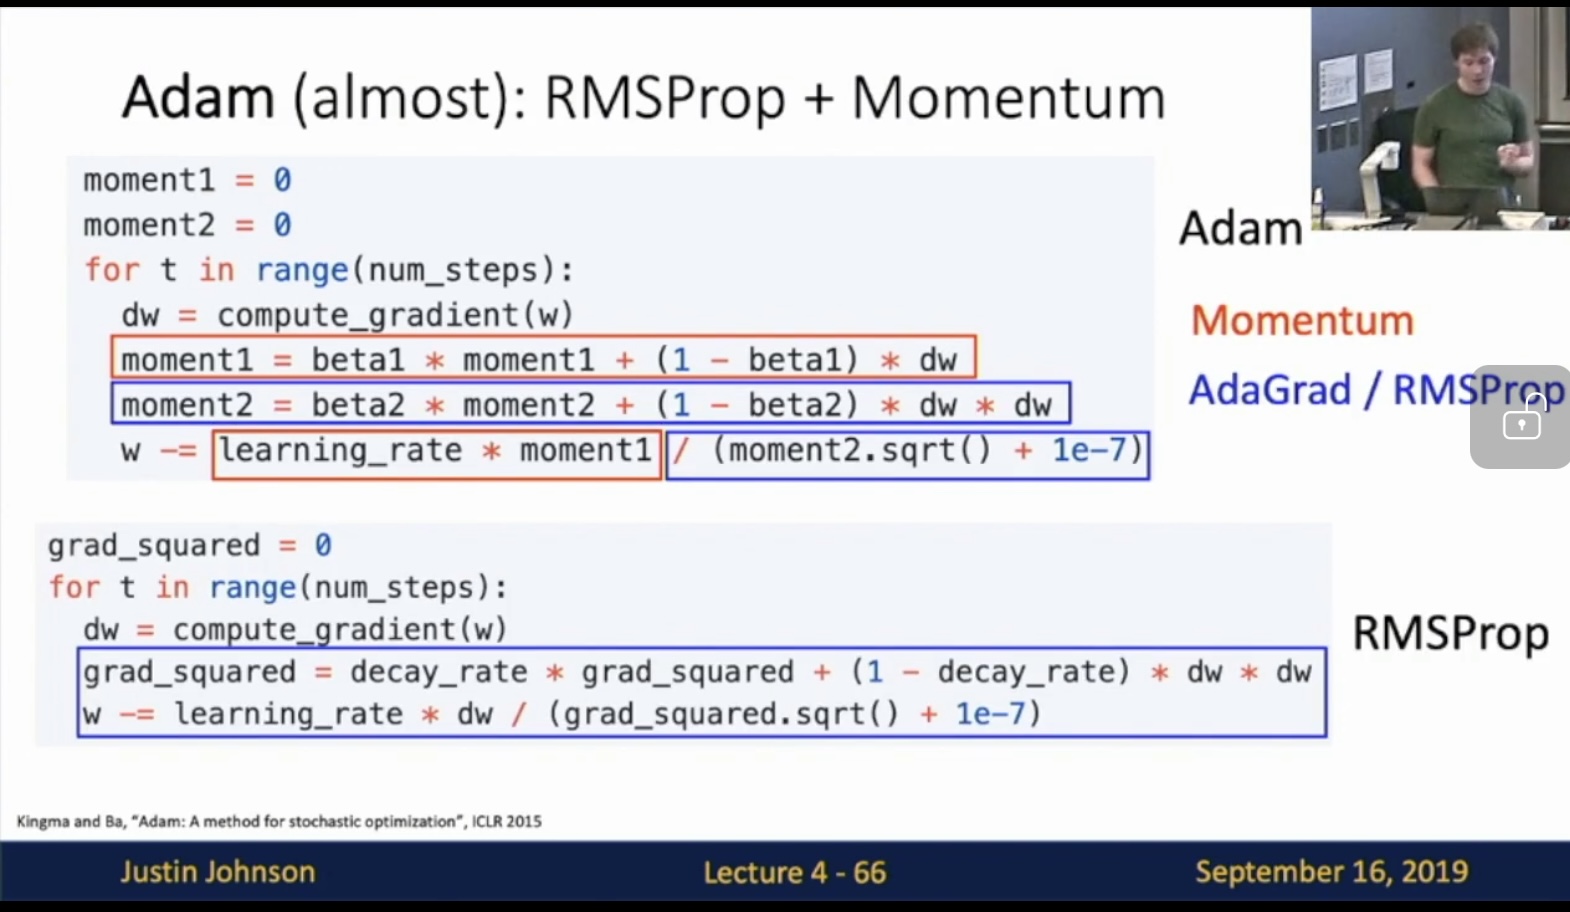 Adam (almost): RMSProp + Momentum
moment1 = 0
moment2 = 0
for t in range(num_steps):
dw = compute_gradient(w)
moment1 = beta1 * moment1 + (1 - beta1) * dw
moment2 = beta2 * moment2 + (1 - beta2) * dw * dw
w -= learning_rate * moment1 / (moment2.sqrt() + 1e-7)
Adam
Momentum
AdaGrad / RMSProp
grad_squared = 0
for t in range(num_steps):
dw = compute_gradient(w)
grad_squared = decay_rate * grad_squared + (1 - decay_rate) * dw * dw
w -= learning_rate * dw / (grad_squared.sqrt() + 1e-7)
RMSProp
Kingma and Ba, "Adam: A method for stochastic optimization", ICLR 2015
Justin Johnson
Lecture 4 - 66
September 16, 2019